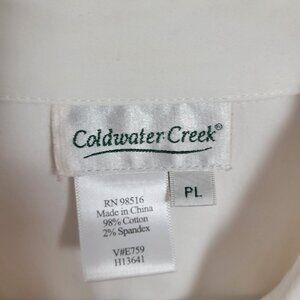 Coldwater Creek®
PL
RN 98516
Made in China
98% Cotton
2% Spandex
V#E759
H13641